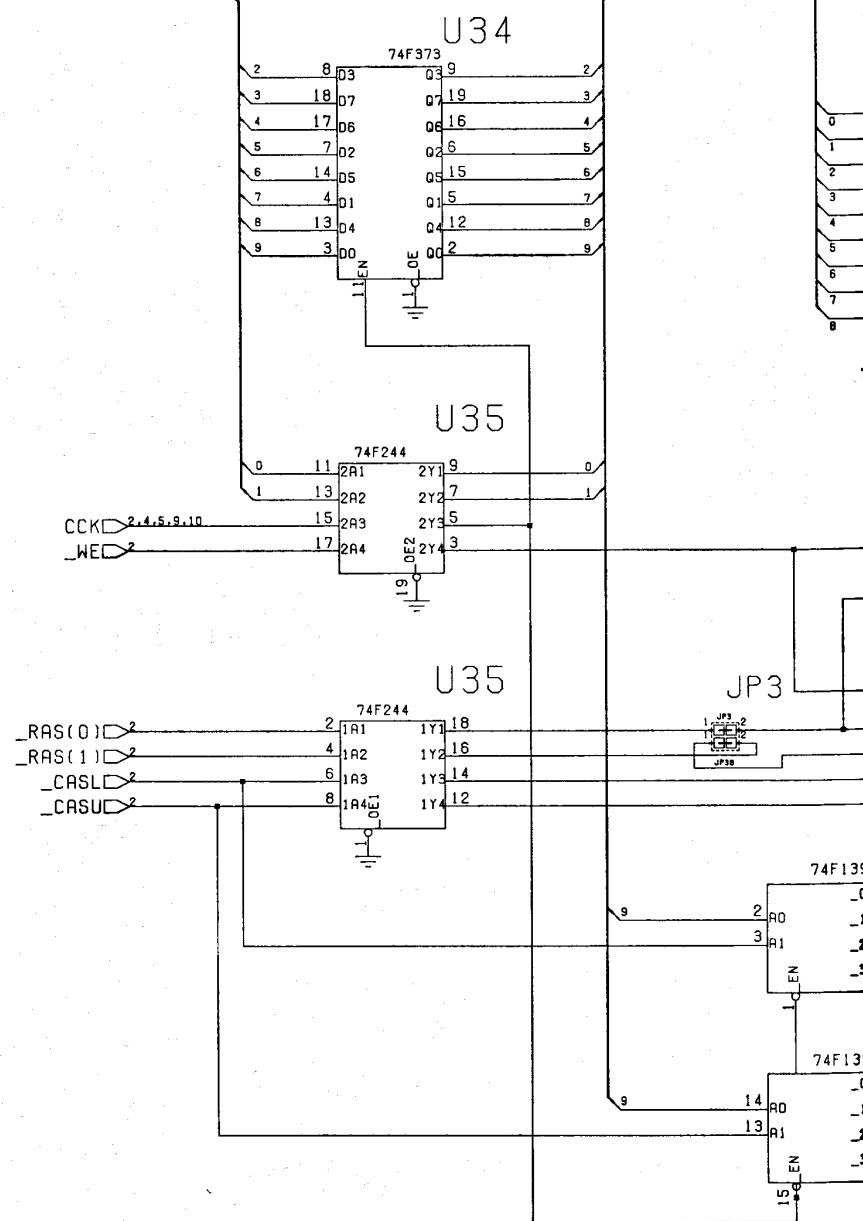 U34
74F373
2 8 D3 Q3 9 2
3 18 D7 Q7 19 3
4 17 D6 Q6 16 4
5 7 D2 Q2 6 5
6 14 D5 Q5 15 6
7 4 D1 Q1 5 7
8 13 D4 Q4 12 8
9 3 D0 Q0 2 9
EN OE
11 1
0
1
2
3
4
5
6
7
8
U35
74F244
0 11 2A1 2Y1 9 0
1 13 2A2 2Y2 7 1
CCK 2,4,5,9,10 15 2A3 2Y3 5
_WE 2 17 2A4 OE2 2Y4 3
19
U35
JP3
74F244
_RAS(0) 2 2 1A1 1Y1 18 1 JP3 2
_RAS(1) 2 4 1A2 1Y2 16 1 2
JP3B
_CASL 2 6 1A3 1Y3 14
_CASU 2 8 1A4 OE1 1Y4 12
1
74F139
9 2 A0
3 A1
EN
1
74F13
9 14 A0
13 A1
EN
15